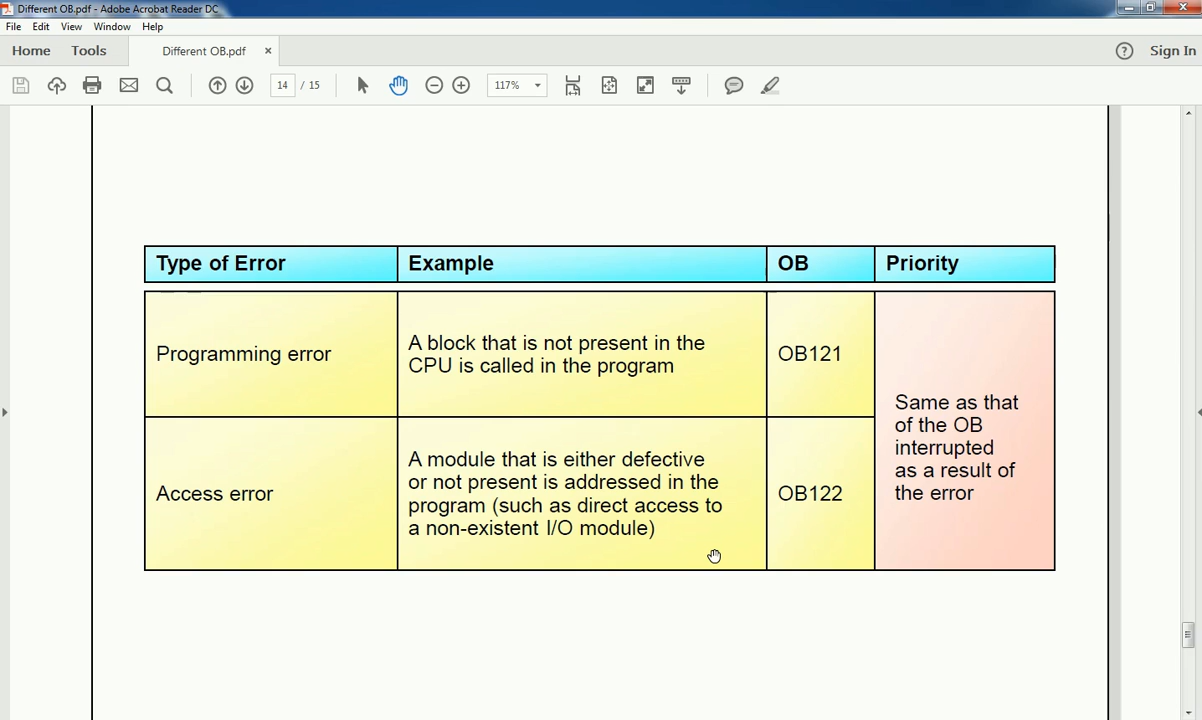 Different OB.pdf - Adobe Acrobat Reader DC
File Edit View Window Help
Home Tools Different OB.pdf × ? Sign In
14 / 15 117%
Type of Error Example OB Priority
Programming error
A block that is not present in the
CPU is called in the program
OB121
Access error
A module that is either defective
or not present is addressed in the
program (such as direct access to
a non-existent I/O module)
OB122
Same as that
of the OB
interrupted
as a result of
the error